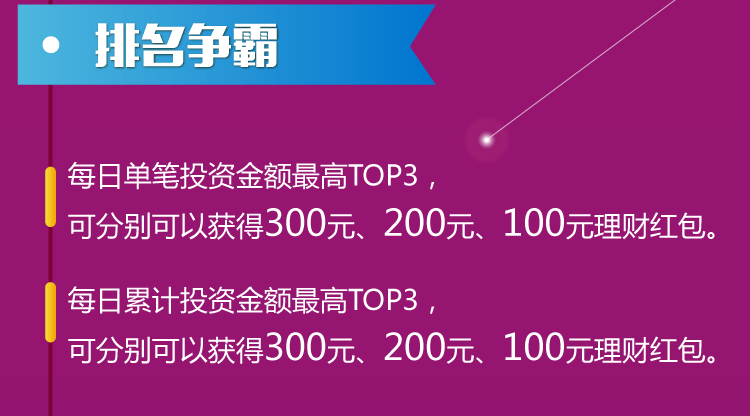 排名争霸
每日单笔投资金额最高TOP3，
可分别可以获得300元、200元、100元理财红包。
每日累计投资金额最高TOP3，
可分别可以获得300元、200元、100元理财红包。